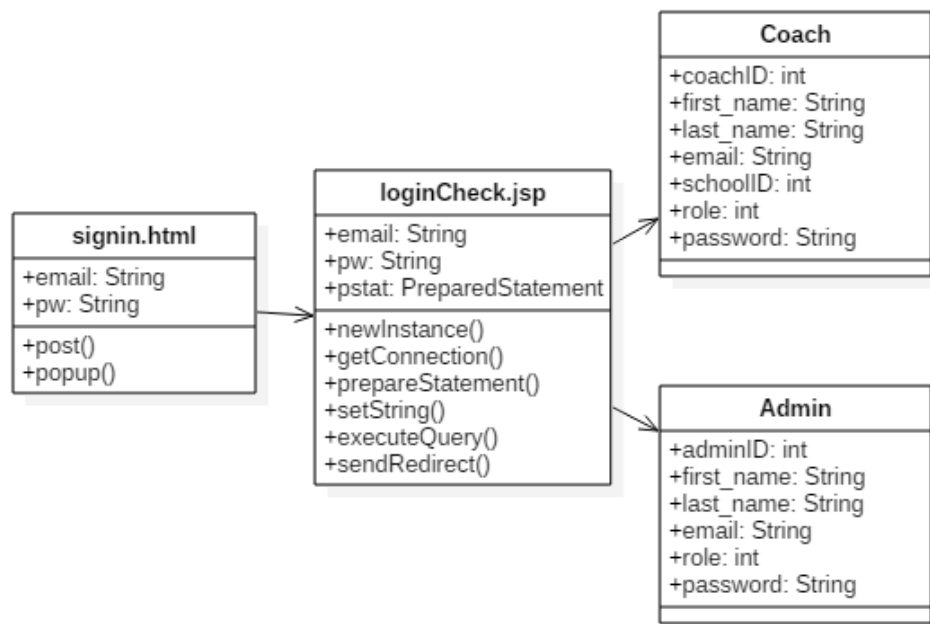 signin.html
+email: String
+pw: String
+post()
+popup()
loginCheck.jsp
+email: String
+pw: String
+pstat: PreparedStatement
+newInstance()
+getConnection()
+prepareStatement()
+setString()
+executeQuery()
+sendRedirect()
Coach
+coachID: int
+first_name: String
+last_name: String
+email: String
+schoolID: int
+role: int
+password: String
Admin
+adminID: int
+first_name: String
+last_name: String
+email: String
+role: int
+password: String